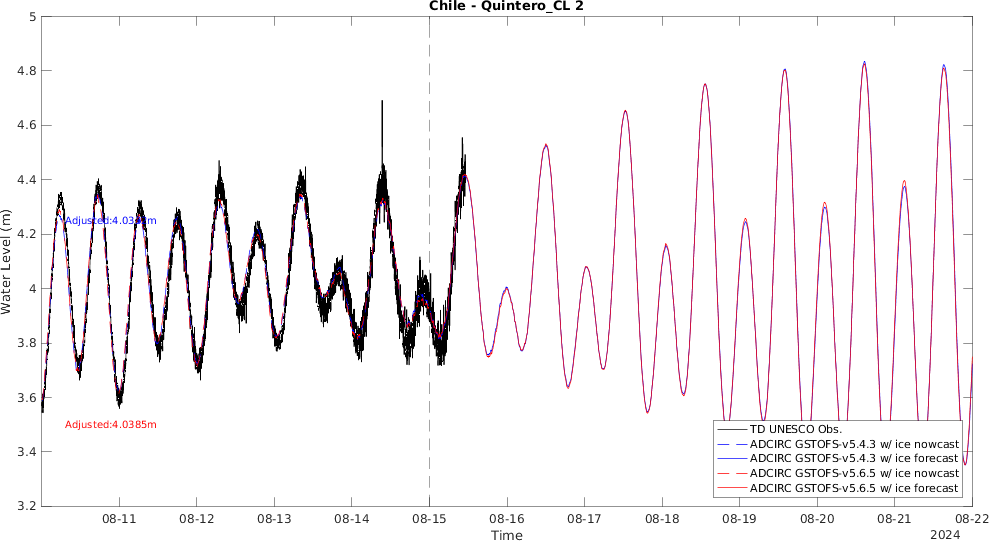 Chile - Quintero_CL 2
5
4.8
4.6
4.4
4.2
4
3.8
3.6
3.4
3.2
Water Level (m)
Adjusted:4.0385m
TD UNESCO Obs.
ADCIRC GSTOFS-v5.4.3 w/ ice nowcast
ADCIRC GSTOFS-v5.4.3 w/ ice forecast
ADCIRC GSTOFS-v5.6.5 w/ ice nowcast
ADCIRC GSTOFS-v5.6.5 w/ ice forecast
08-11
08-12
08-13
08-14
08-15
08-16
08-17
08-18
08-19
08-20
08-21
08-22
Time
2024